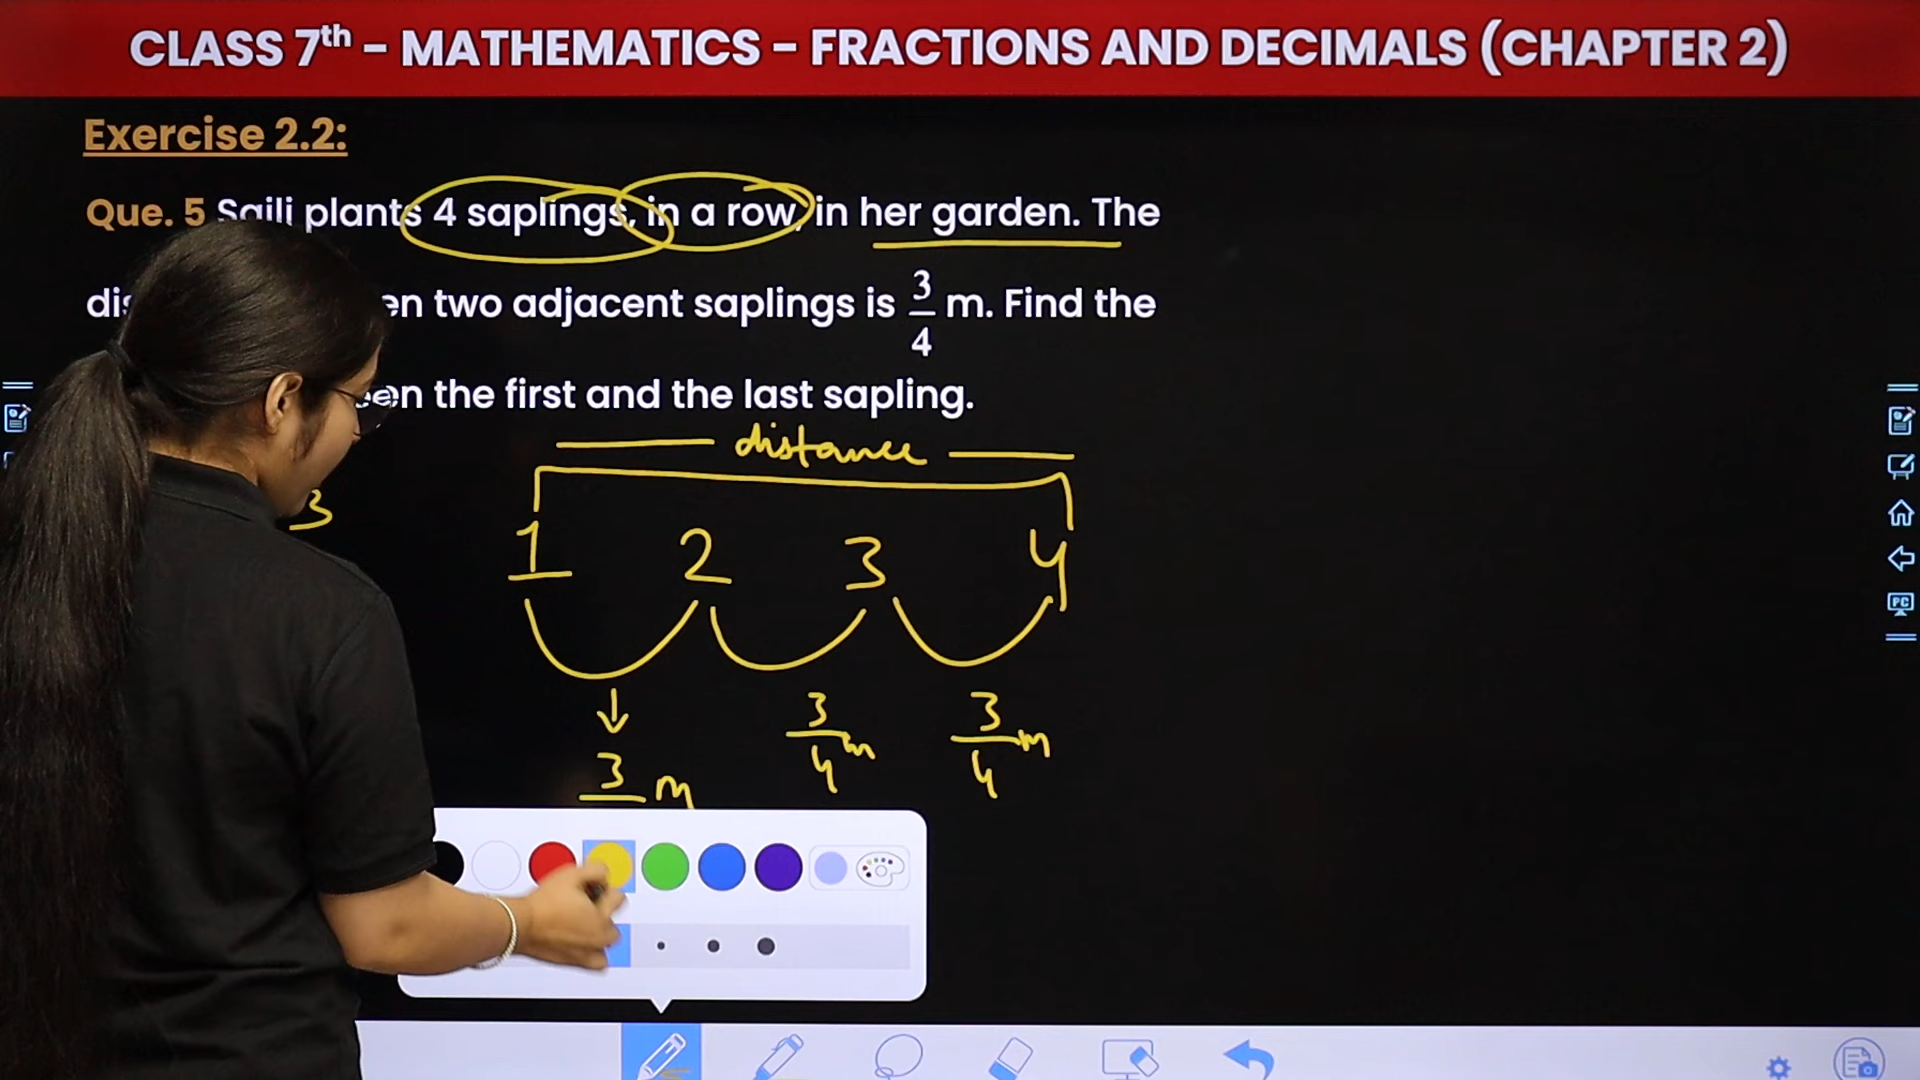 CLASS 7th – MATHEMATICS – FRACTIONS AND DECIMALS (CHAPTER 2)
Exercise 2.2:
Que. 5 Saili plants 4 saplings, in a row, in her garden. The
two adjacent saplings is 3/4 m. Find the
the first and the last sapling.
distance
3
1 2 3 4
3/4 m 3/4 m
3 m
PC